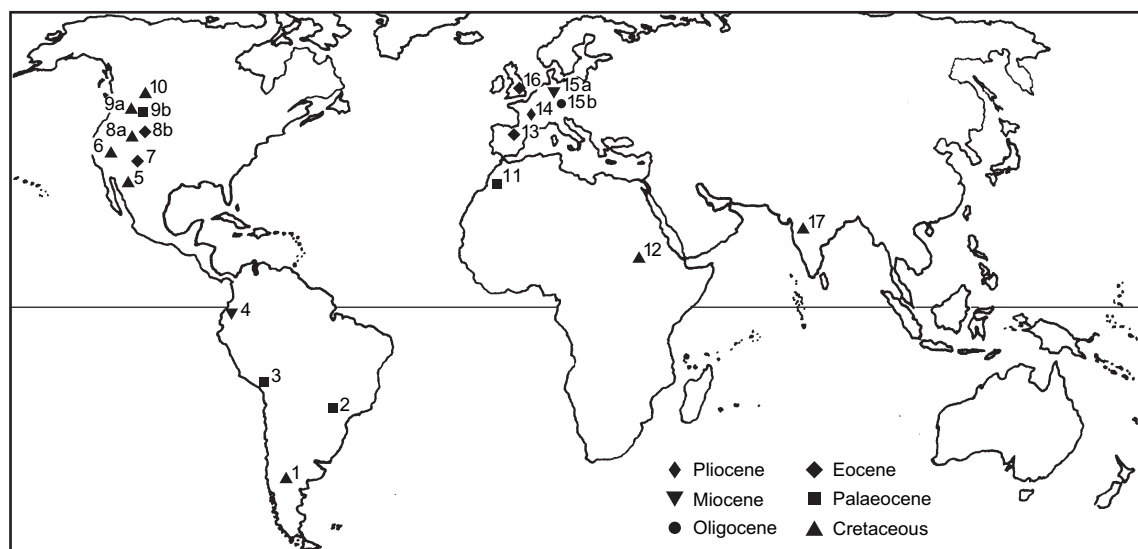 10
9a
9b
8a
8b
6
7
5
16
15a
15b
14
13
11
12
17
4
3
2
1
Pliocene
Eocene
Miocene
Palaeocene
Oligocene
Cretaceous